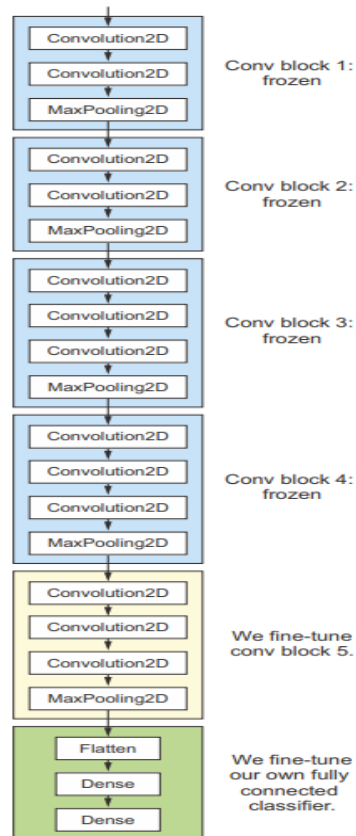 Convolution2D
Convolution2D
MaxPooling2D
Conv block 1:
frozen
Convolution2D
Convolution2D
MaxPooling2D
Conv block 2:
frozen
Convolution2D
Convolution2D
Convolution2D
MaxPooling2D
Conv block 3:
frozen
Convolution2D
Convolution2D
Convolution2D
MaxPooling2D
Conv block 4:
frozen
Convolution2D
Convolution2D
Convolution2D
MaxPooling2D
We fine-tune
conv block 5.
Flatten
Dense
Dense
We fine-tune
our own fully
connected
classifier.